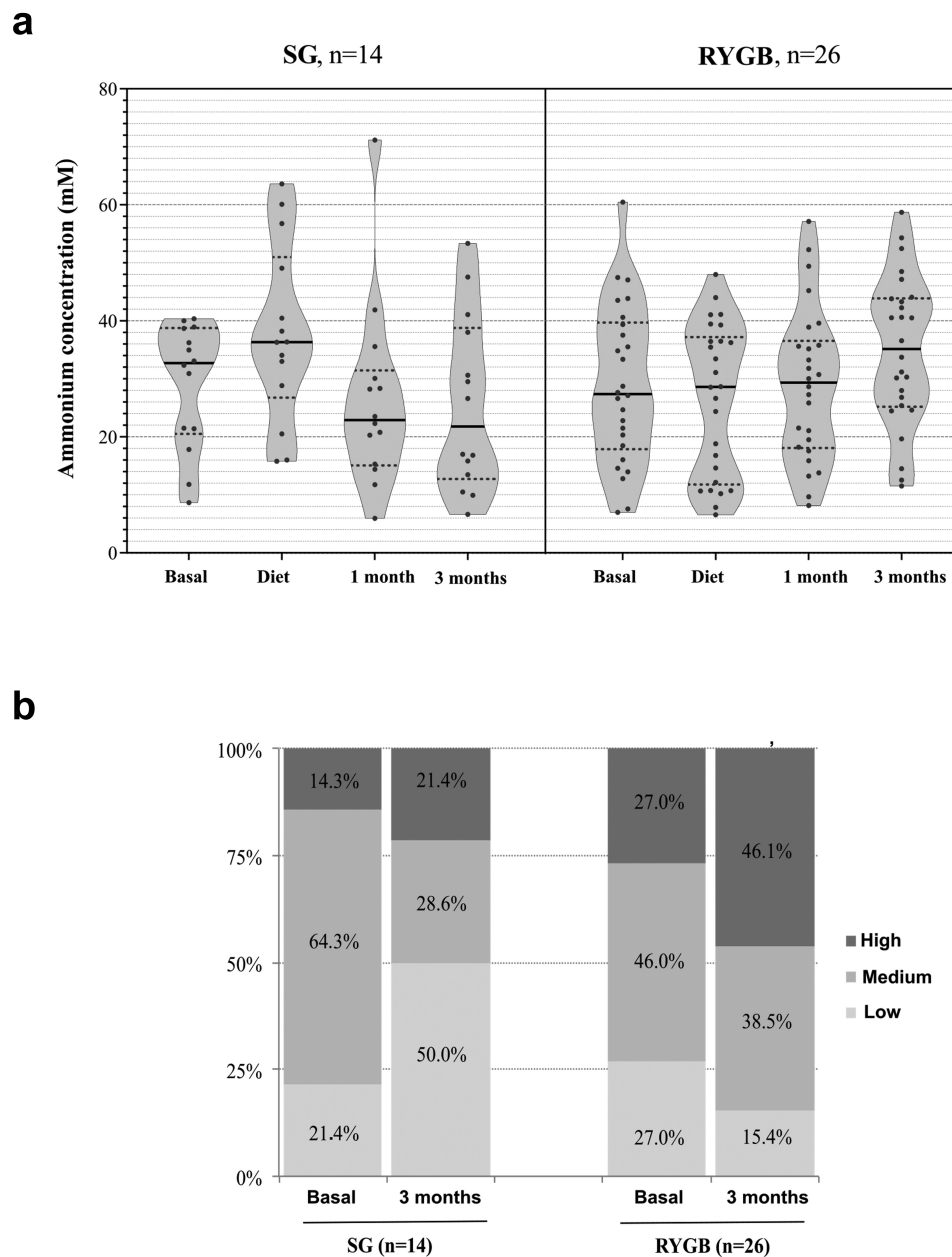 a
SG, n=14
RYGB, n=26
Ammonium concentration (mM)
80
60
40
20
0
Basal
Diet
1 month
3 months
Basal
Diet
1 month
3 months
b
,
100%
75%
50%
25%
0%
14.3%
64.3%
21.4%
21.4%
28.6%
50.0%
27.0%
46.0%
27.0%
46.1%
38.5%
15.4%
High
Medium
Low
Basal
3 months
Basal
3 months
SG (n=14)
RYGB (n=26)